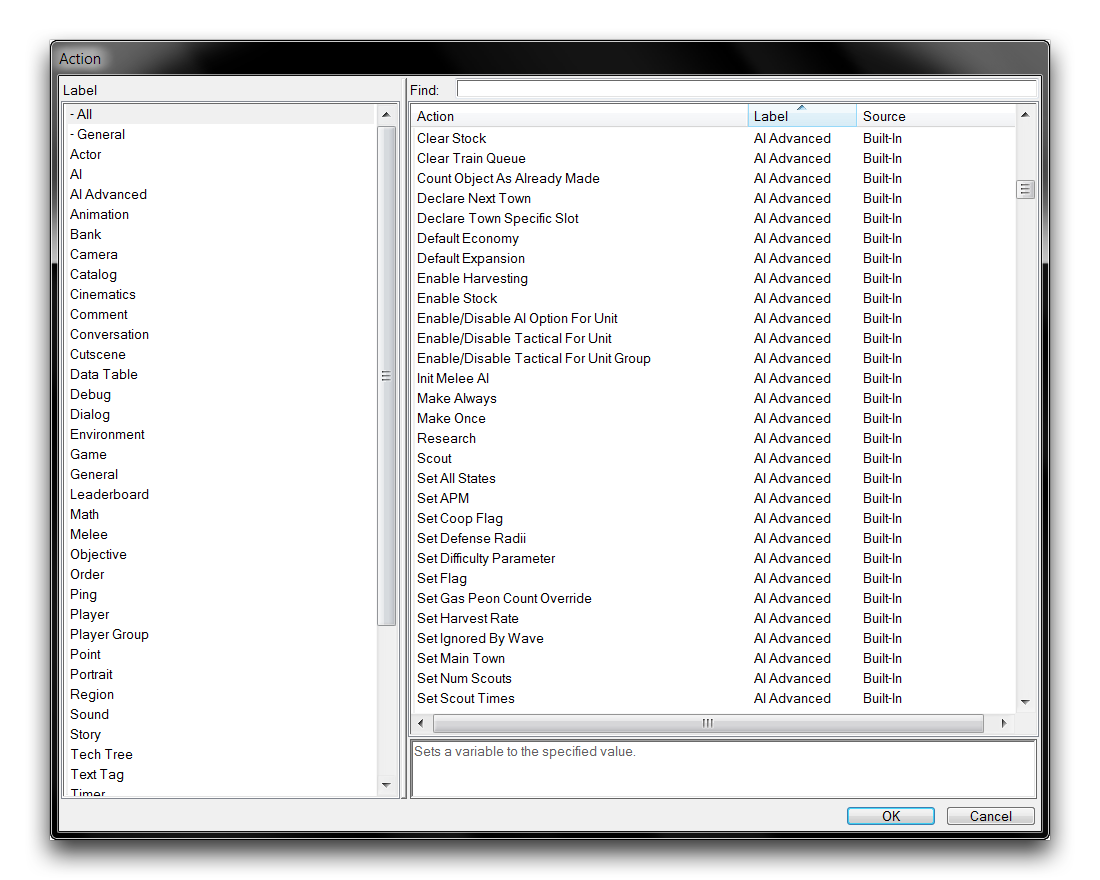 Action
Label
- All
- General
Actor
AI
AI Advanced
Animation
Bank
Camera
Catalog
Cinematics
Comment
Conversation
Cutscene
Data Table
Debug
Dialog
Environment
Game
General
Leaderboard
Math
Melee
Objective
Order
Ping
Player
Player Group
Point
Portrait
Region
Sound
Story
Tech Tree
Text Tag
Timer
Find:
Action Label Source
Clear Stock AI Advanced Built-In
Clear Train Queue AI Advanced Built-In
Count Object As Already Made AI Advanced Built-In
Declare Next Town AI Advanced Built-In
Declare Town Specific Slot AI Advanced Built-In
Default Economy AI Advanced Built-In
Default Expansion AI Advanced Built-In
Enable Harvesting AI Advanced Built-In
Enable Stock AI Advanced Built-In
Enable/Disable AI Option For Unit AI Advanced Built-In
Enable/Disable Tactical For Unit AI Advanced Built-In
Enable/Disable Tactical For Unit Group AI Advanced Built-In
Init Melee AI AI Advanced Built-In
Make Always AI Advanced Built-In
Make Once AI Advanced Built-In
Research AI Advanced Built-In
Scout AI Advanced Built-In
Set All States AI Advanced Built-In
Set APM AI Advanced Built-In
Set Coop Flag AI Advanced Built-In
Set Defense Radii AI Advanced Built-In
Set Difficulty Parameter AI Advanced Built-In
Set Flag AI Advanced Built-In
Set Gas Peon Count Override AI Advanced Built-In
Set Harvest Rate AI Advanced Built-In
Set Ignored By Wave AI Advanced Built-In
Set Main Town AI Advanced Built-In
Set Num Scouts AI Advanced Built-In
Set Scout Times AI Advanced Built-In
Sets a variable to the specified value.
OK Cancel